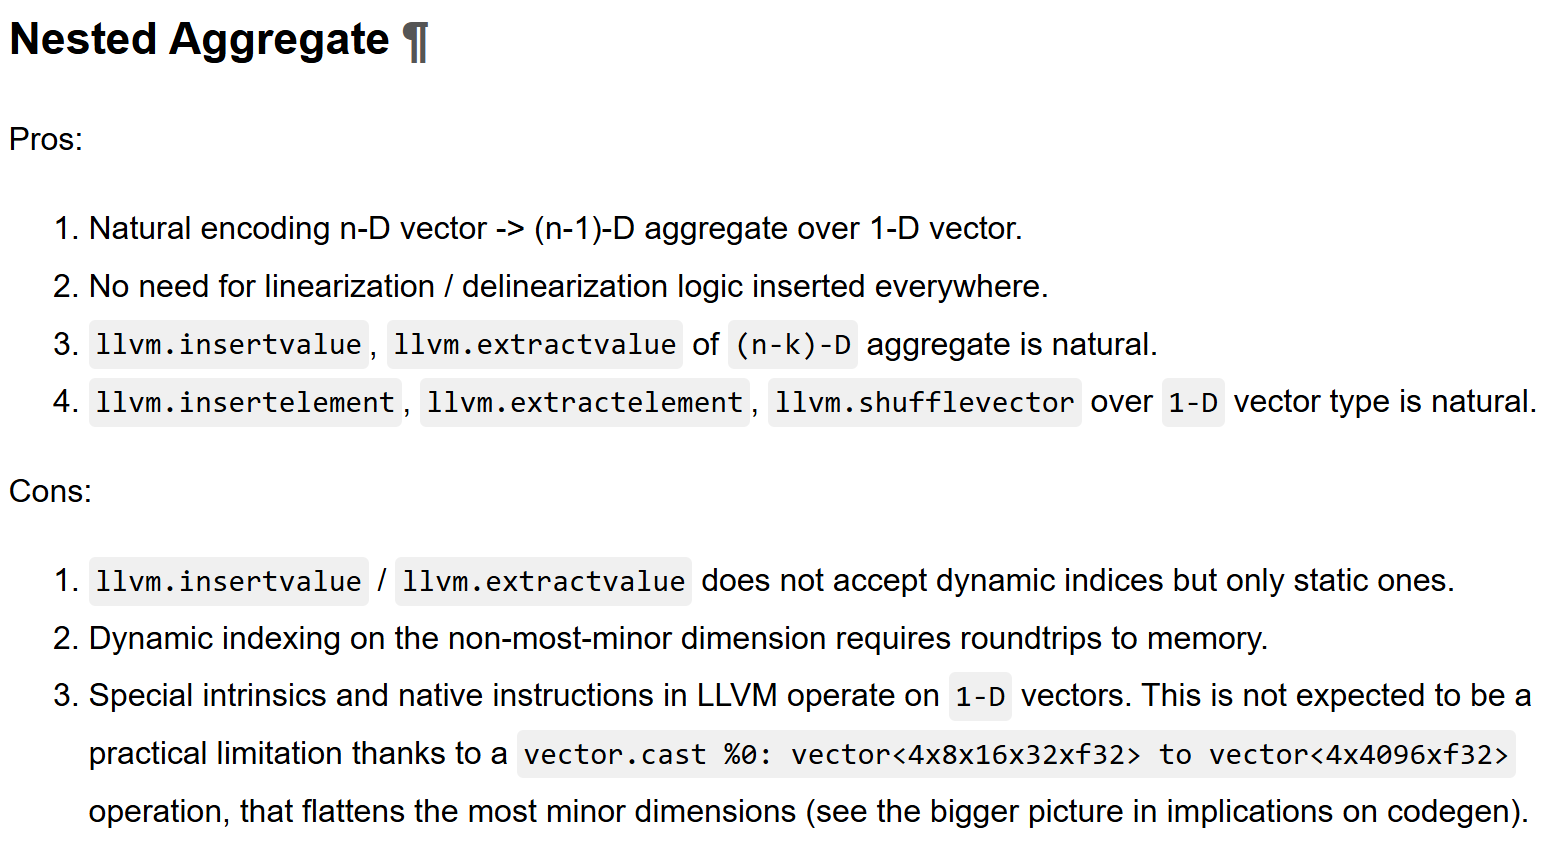 Nested Aggregate ¶
Pros:
1. Natural encoding n-D vector -> (n-1)-D aggregate over 1-D vector.
2. No need for linearization / delinearization logic inserted everywhere.
3. llvm.insertvalue, llvm.extractvalue of (n-k)-D aggregate is natural.
4. llvm.insertelement, llvm.extractelement, llvm.shufflevector over 1-D vector type is natural.
Cons:
1. llvm.insertvalue / llvm.extractvalue does not accept dynamic indices but only static ones.
2. Dynamic indexing on the non-most-minor dimension requires roundtrips to memory.
3. Special intrinsics and native instructions in LLVM operate on 1-D vectors. This is not expected to be a
practical limitation thanks to a vector.cast %0: vector<4x8x16x32xf32> to vector<4x4096xf32>
operation, that flattens the most minor dimensions (see the bigger picture in implications on codegen).